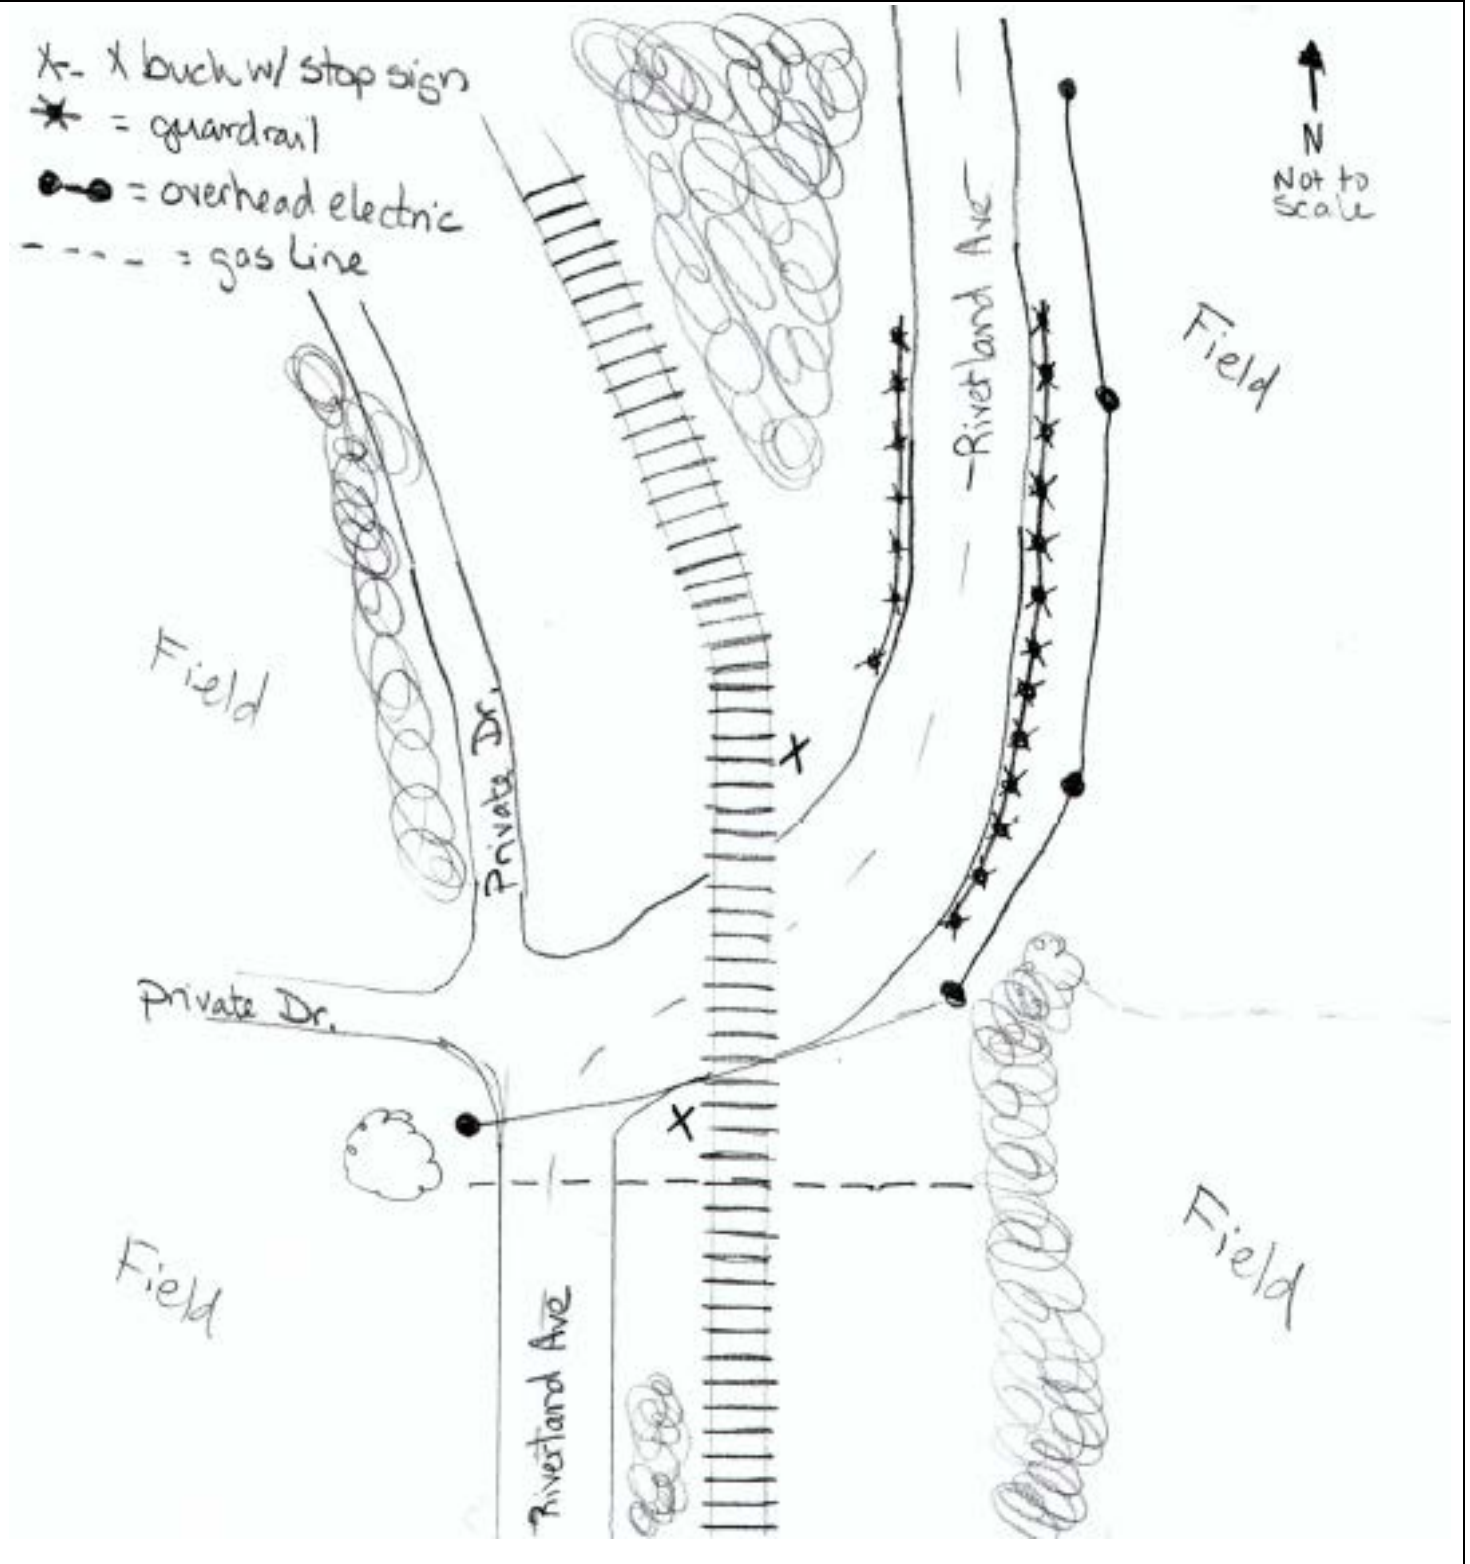 X - X buck w/ stop sign
* = guardrail
●-● = overhead electric
- - - - = gas Line
N
Not to
scale
Riverland Ave
Field
Field
Private Dr.
Private Dr.
Field
Field
Riverland Ave
X
X